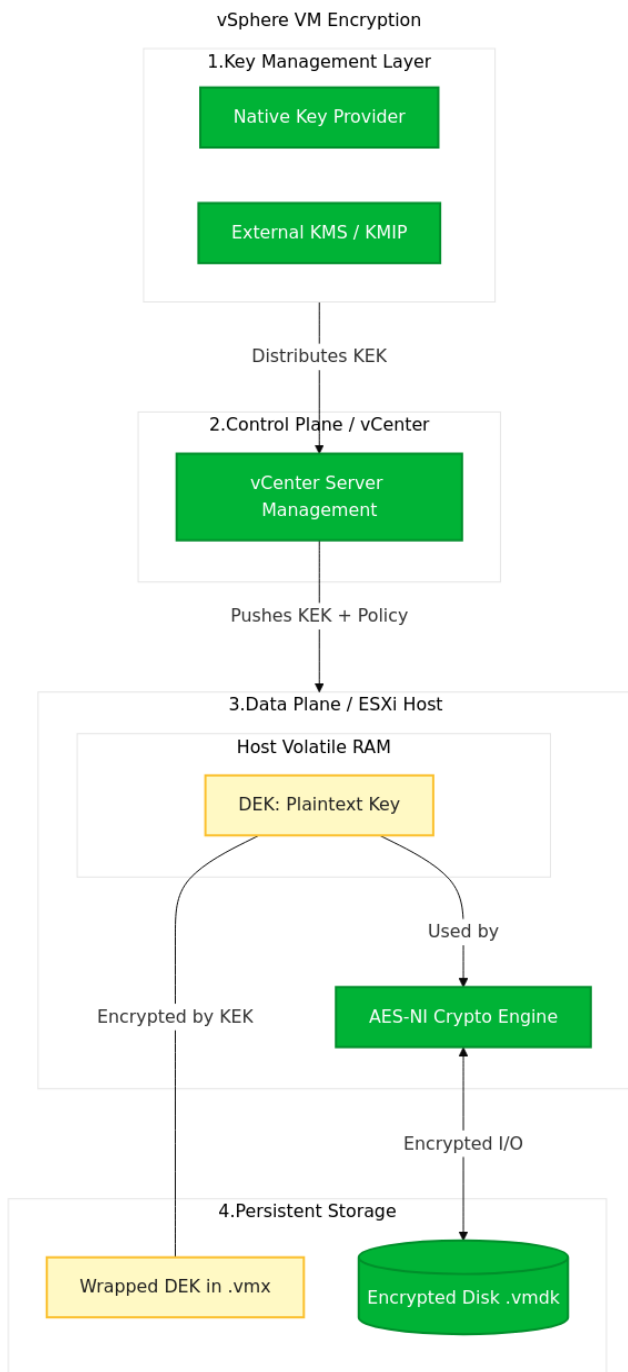 vSphere VM Encryption
1.Key Management Layer
Native Key Provider
External KMS / KMIP
Distributes KEK
2.Control Plane / vCenter
vCenter Server
Management
Pushes KEK + Policy
3.Data Plane / ESXi Host
Host Volatile RAM
DEK: Plaintext Key
Used by
Encrypted by KEK
AES-NI Crypto Engine
Encrypted I/O
4.Persistent Storage
Wrapped DEK in .vmx
Encrypted Disk .vmdk